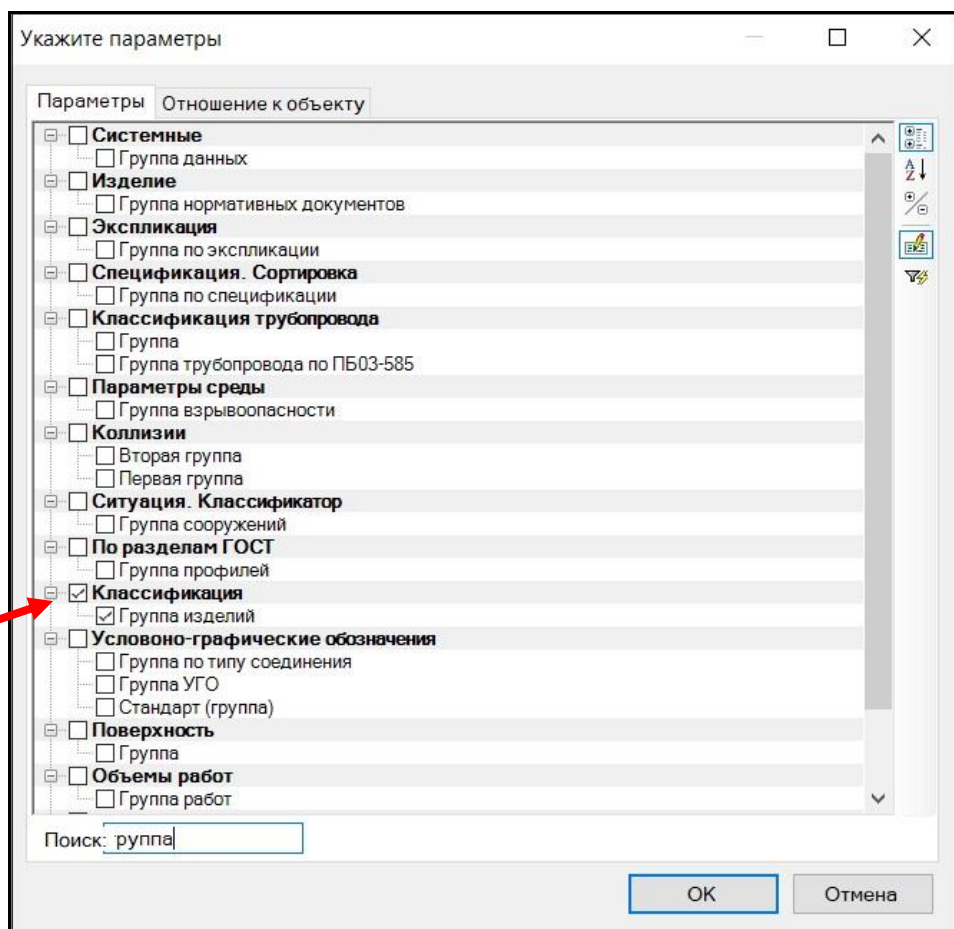 Укажите параметры
Параметры Отношение к объекту
Системные
Группа данных
Изделие
Группа нормативных документов
Экспликация
Группа по экспликации
Спецификация. Сортировка
Группа по спецификации
Классификация трубопровода
Группа
Группа трубопровода по ПБ03-585
Параметры среды
Группа взрывоопасности
Коллизии
Вторая группа
Первая группа
Ситуация. Классификатор
Группа сооружений
По разделам ГОСТ
Группа профилей
Классификация
Группа изделий
Условоно-графические обозначения
Группа по типу соединения
Группа УГО
Стандарт (группа)
Поверхность
Группа
Объемы работ
Группа работ
Поиск: группа
OK Отмена